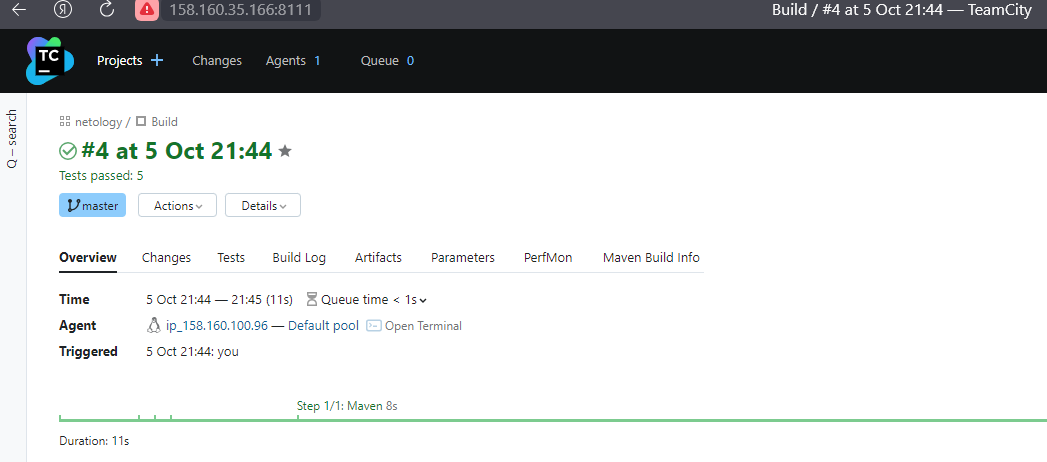 Я 158.160.35.166:8111 Build / #4 at 5 Oct 21:44 — TeamCity
TC Projects + Changes Agents 1 Queue 0
Q – search
netology / Build
#4 at 5 Oct 21:44
Tests passed: 5
master Actions Details
Overview Changes Tests Build Log Artifacts Parameters PerfMon Maven Build Info
Time 5 Oct 21:44 — 21:45 (11s) Queue time < 1s
Agent ip_158.160.100.96 — Default pool Open Terminal
Triggered 5 Oct 21:44: you
Step 1/1: Maven 8s
Duration: 11s